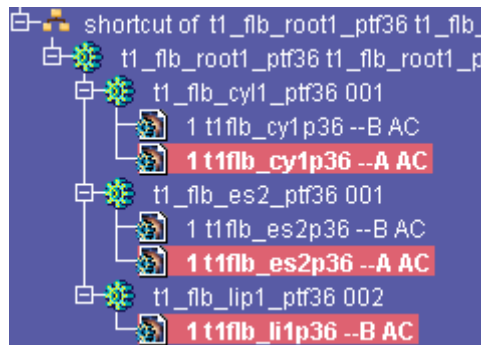 shortcut of t1_flb_root1_ptf36 t1_flb_
t1_flb_root1_ptf36 t1_flb_root1_p
t1_flb_cyl1_ptf36 001
1 t1flb_cy1p36 --B AC
1 t1flb_cy1p36 --A AC
t1_flb_es2_ptf36 001
1 t1flb_es2p36 --B AC
1 t1flb_es2p36 --A AC
t1_flb_lip1_ptf36 002
1 t1flb_li1p36 --B AC